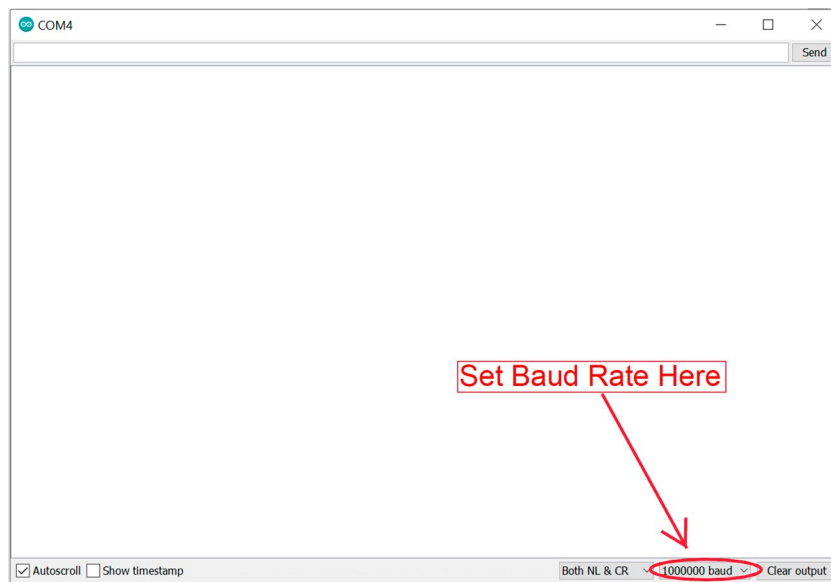 COM4
Send
Set Baud Rate Here
Autoscroll Show timestamp Both NL & CR 1000000 baud Clear output